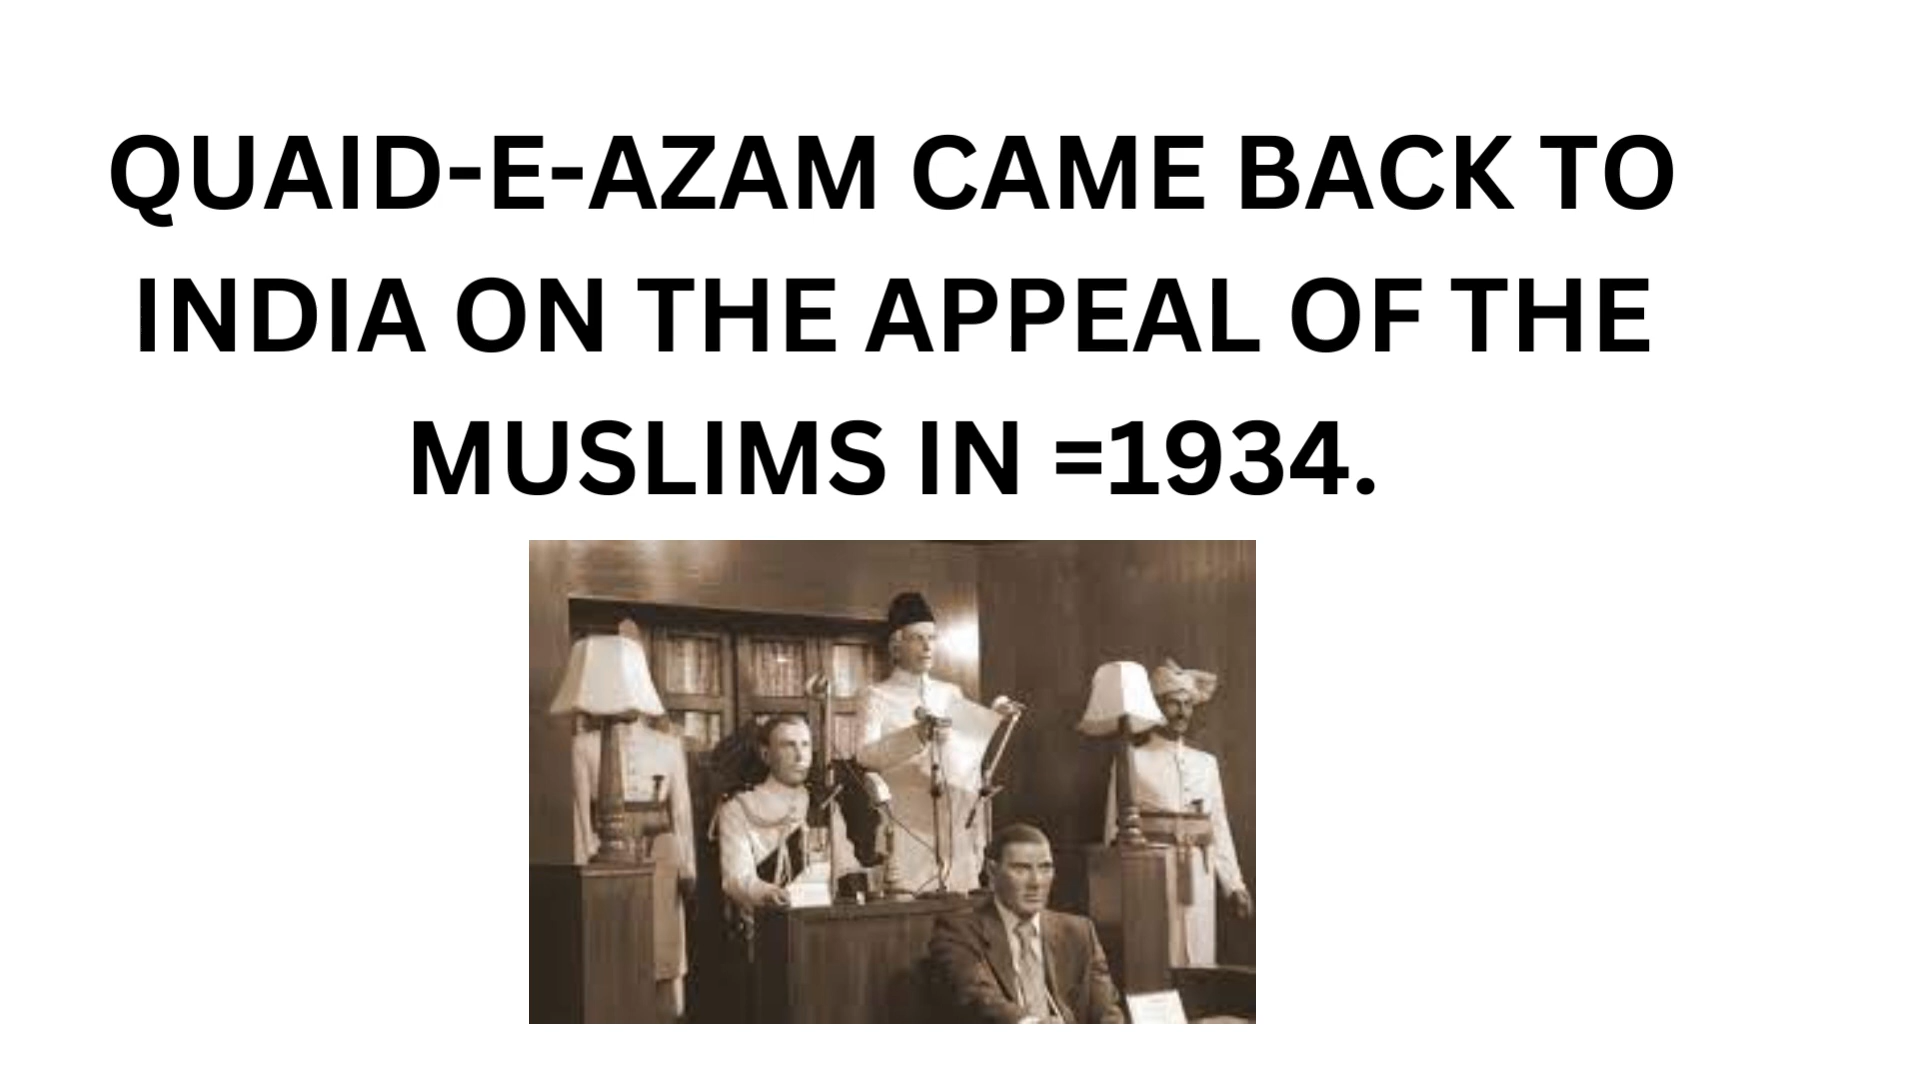 QUAID-E-AZAM CAME BACK TO
INDIA ON THE APPEAL OF THE
MUSLIMS IN =1934.